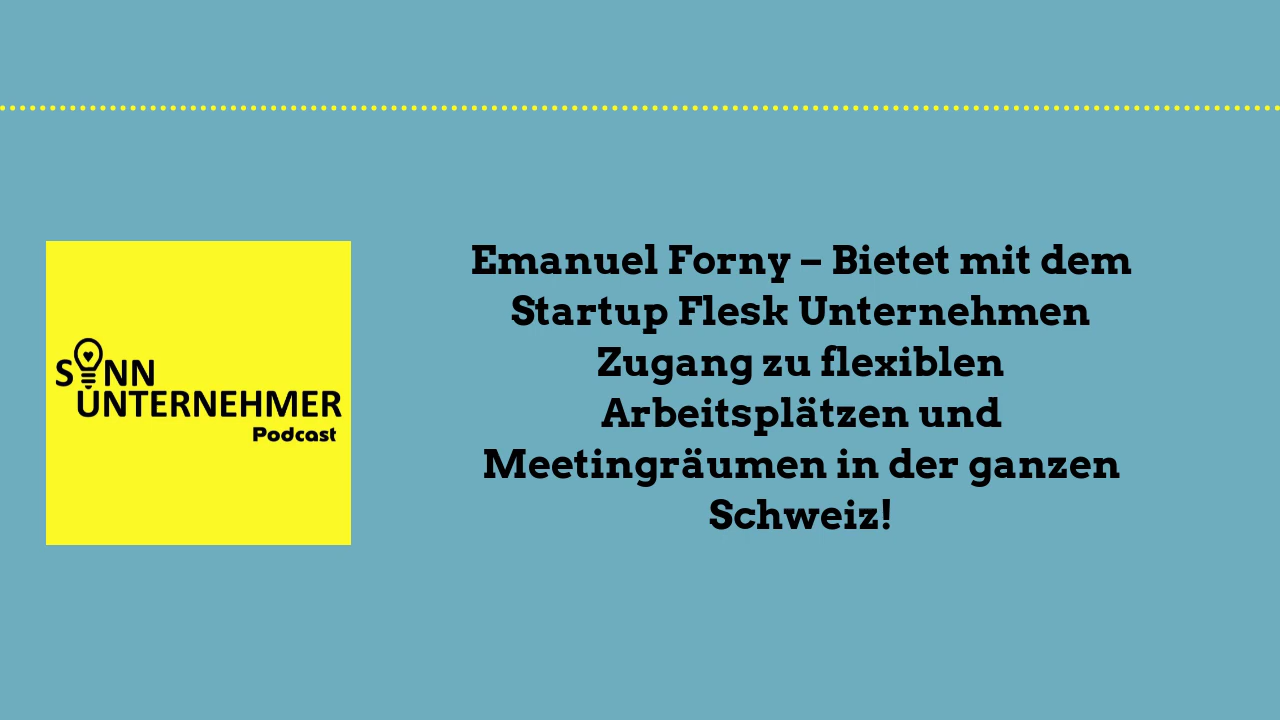 SINN
UNTERNEHMER
Podcast
Emanuel Forny – Bietet mit dem
Startup Flesk Unternehmen
Zugang zu flexiblen
Arbeitsplätzen und
Meetingräumen in der ganzen
Schweiz!